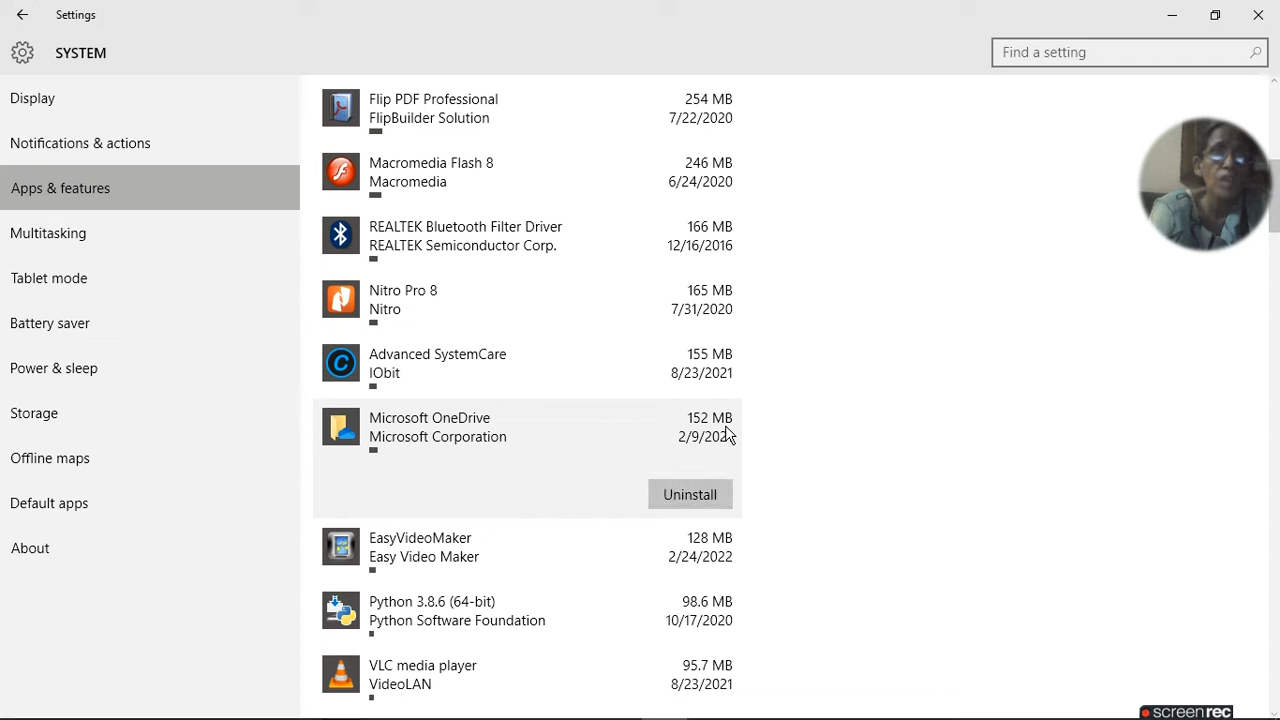 Settings
SYSTEM
Find a setting
Display
Notifications & actions
Apps & features
Multitasking
Tablet mode
Battery saver
Power & sleep
Storage
Offline maps
Default apps
About
Flip PDF Professional 254 MB
FlipBuilder Solution 7/22/2020
Macromedia Flash 8 246 MB
Macromedia 6/24/2020
REALTEK Bluetooth Filter Driver 166 MB
REALTEK Semiconductor Corp. 12/16/2016
Nitro Pro 8 165 MB
Nitro 7/31/2020
Advanced SystemCare 155 MB
IObit 8/23/2021
Microsoft OneDrive 152 MB
Microsoft Corporation
Uninstall
EasyVideoMaker 128 MB
Easy Video Maker 2/24/2022
Python 3.8.6 (64-bit) 98.6 MB
Python Software Foundation 10/17/2020
VLC media player 95.7 MB
VideoLAN 8/23/2021
screenrec